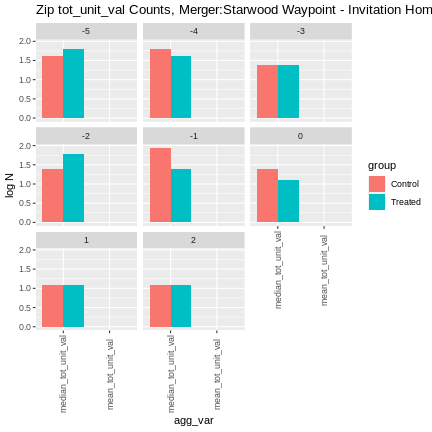 Zip tot_unit_val Counts, Merger:Starwood Waypoint - Invitation Hom
-5
-4
-3
2.0
1.5
1.0
0.5
0.0
-2
-1
0
2.0
1.5
1.0
0.5
0.0
1
2
2.0
1.5
1.0
0.5
0.0
log N
median_tot_unit_val
mean_tot_unit_val
median_tot_unit_val
mean_tot_unit_val
median_tot_unit_val
mean_tot_unit_val
agg_var
group
Control
Treated